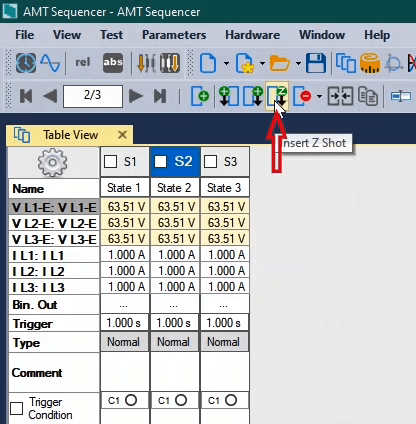 AMT Sequencer - AMT Sequencer
File View Test Parameters Hardware Window Help
rel abs
2/3
Z
Insert Z Shot
Table View ×
S1 S2 S3
Name State 1 State 2 State 3
V L1-E: V L1-E 63.51 V 63.51 V 63.51 V
V L2-E: V L2-E 63.51 V 63.51 V 63.51 V
V L3-E: V L3-E 63.51 V 63.51 V 63.51 V
I L1: I L1 1.000 A 1.000 A 1.000 A
I L2: I L2 1.000 A 1.000 A 1.000 A
I L3: I L3 1.000 A 1.000 A 1.000 A
Bin. Out ... ... ...
Trigger 1.000 s 1.000 s 1.000 s
Type Normal Normal Normal
Comment
Trigger Condition C1 C1 C1